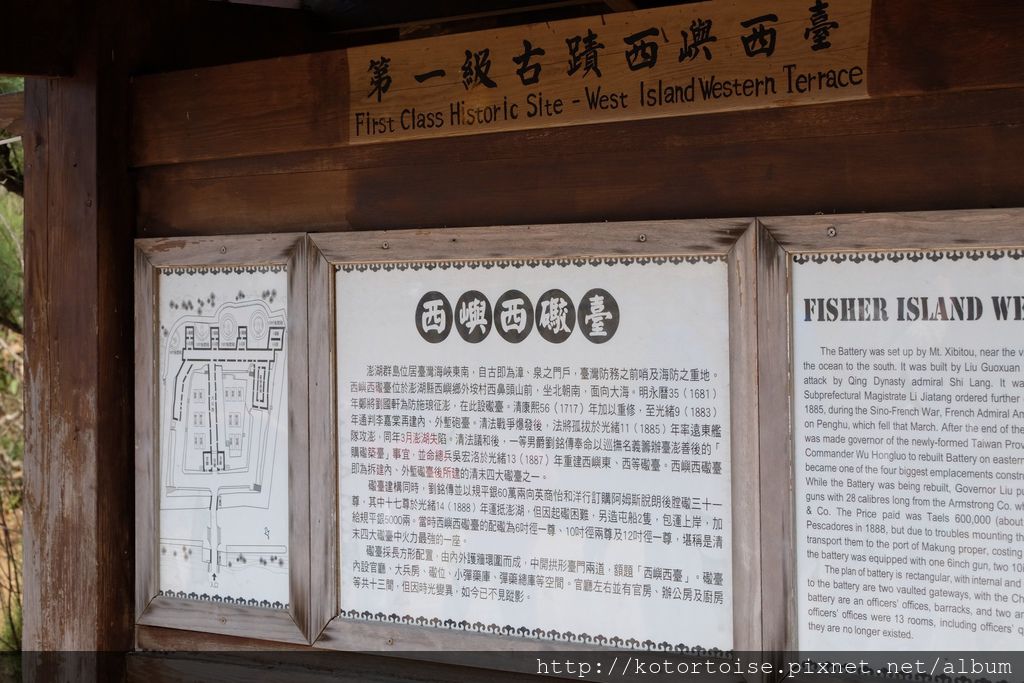 第一級古蹟西嶼西臺
First Class Historic Site - West Island Western Terrace
西嶼西礮臺
澎湖群島位居臺灣海峽東南，自古即為漳、泉之門戶，臺灣防務之前哨及海防之重地。
西嶼西礮臺位於澎湖縣西嶼鄉外垵村西鼻頭山前，坐北朝南，面向大海。明永曆35（1681）
年鄭將劉國軒為防施琅征澎，在此設礮臺。清康熙56（1717）年加以重修，至光緒9（1883）
年通判李嘉棠再建內、外塹砲臺。清法戰爭爆發後，法將孤拔於光緒11（1885）年率遠東艦
隊攻澎，同年3月澎湖失陷。清法議和後，一等男爵劉銘傳奉命以巡撫名義籌辦臺澎善後的「
購礮築臺」事宜，並命總兵吳宏洛於光緒13（1887）年重建西嶼東、西等礮臺。西嶼西礮臺
即為拆建內、外塹礮臺後所建的清末四大礮臺之一。
礮臺建構同時，劉銘傳並以規平銀60萬兩向英商怡和洋行訂購阿姆斯脫朗後膛礮三十一
尊，其中十七尊於光緒14（1888）年運抵澎湖，但因起礮困難，另造屯船2隻，包運上岸，加
給規平銀5000兩。當時西嶼西礮臺的配礮為6吋徑一尊、10吋徑兩尊及12吋徑一尊，堪稱是清
末四大礮臺中火力最強的一座。
礮臺採長方形配置，由內外護牆環圍而成，中開拱形臺門兩道，額題「西嶼西臺」。礮臺
內設官廳、大兵房、礮位、小彈藥庫、彈藥總庫等空間。官廳左右並有官房、辦公房及廚房
等共十三間，但因時光變異，如今已不見蹤影。
FISHER ISLAND WE
The Battery was set up by Mt. Xibitou, near the v
the ocean to the south. It was built by Liu Guoxuan
attack by Qing Dynasty admiral Shi Lang. It wa
Subprefectural Magistrate Li Jiatang ordered further
1885, during the Sino-French War, French Admiral An
on Penghu, which fell that March. After the end of the
was made governor of the newly-formed Taiwan Prov
Commander Wu Hongluo to rebuilt Battery on eastern
became one of the four biggest emplacements constru
While the Battery was being rebuilt, Governor Liu pu
guns with 28 calibres long from the Armstrong Co. wh
& Co. The Price paid was Taels 600,000 (about
Pescadores in 1888, but due to troubles mounting th
transport them to the port of Makung proper, costing
the battery was equipped with one 6inch gun, two 10i
The plan of battery is rectangular, with internal and
to the battery are two vaulted gateways, with the Ch
battery are an officers' offices, barracks, and two ar
officers' offices were 13 rooms, including officers' q
they are no longer existed.
http://kotortoise.pixnet.net/album